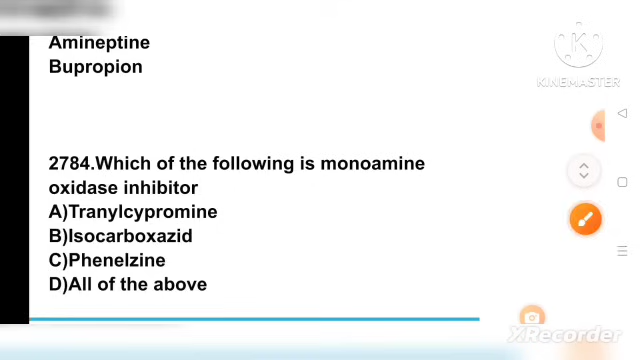 Amineptine
Bupropion
KINEMASTER
2784.Which of the following is monoamine
oxidase inhibitor
A)Tranylcypromine
B)Isocarboxazid
C)Phenelzine
D)All of the above
XRecorder